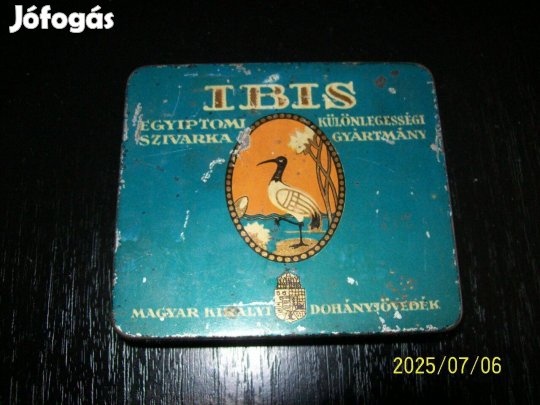 Jófogás
IBIS
EGYIPTOMI KÜLÖNLEGESSÉGI
SZIVARKA GYÁRTMÁNY
MAGYAR KIRÁLYI DOHÁNYJÖVEDÉK
2025/07/06